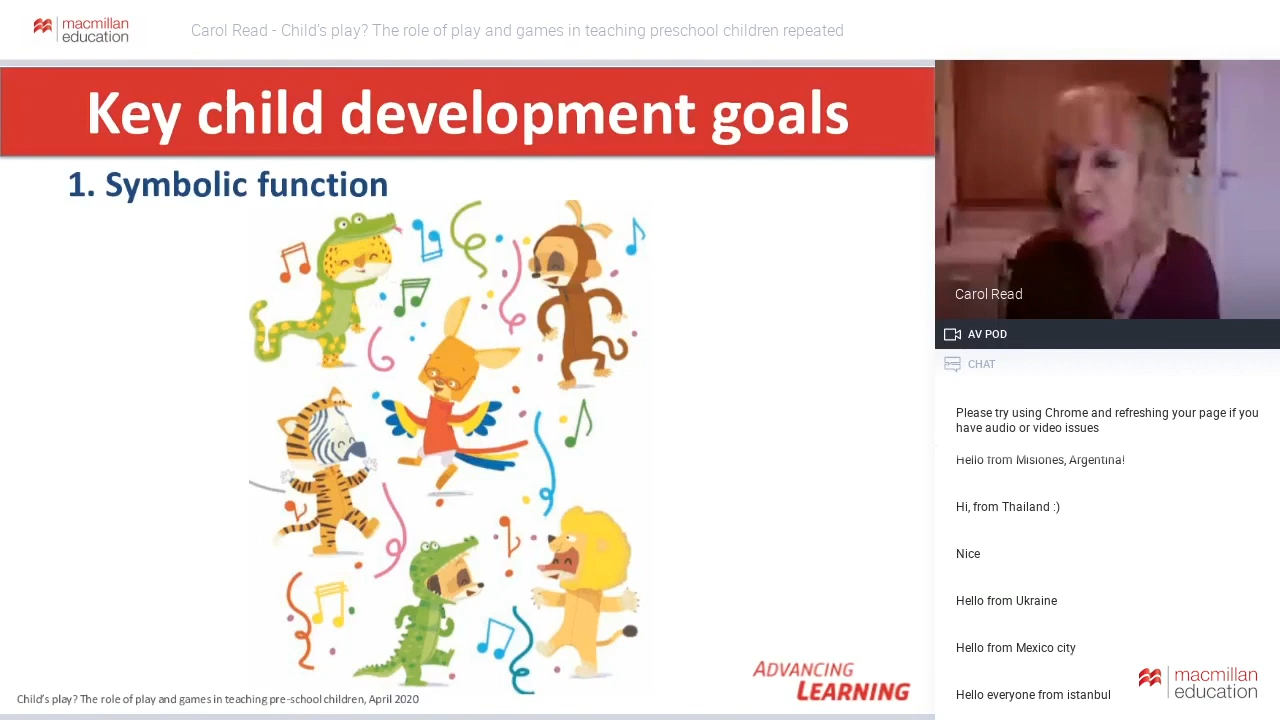 macmillan
education
Carol Read - Child's play? The role of play and games in teaching preschool children repeated
Key child development goals
1. Symbolic function
ADVANCING
LEARNING
Child's play? The role of play and games in teaching pre-school children, April 2020
Carol Read
AV POD
CHAT
Please try using Chrome and refreshing your page if you
have audio or video issues
Hello from Misiones, Argentina!
Hi, from Thailand :)
Nice
Hello from Ukraine
Hello from Mexico city
Hello everyone from istanbul
macmillan
education